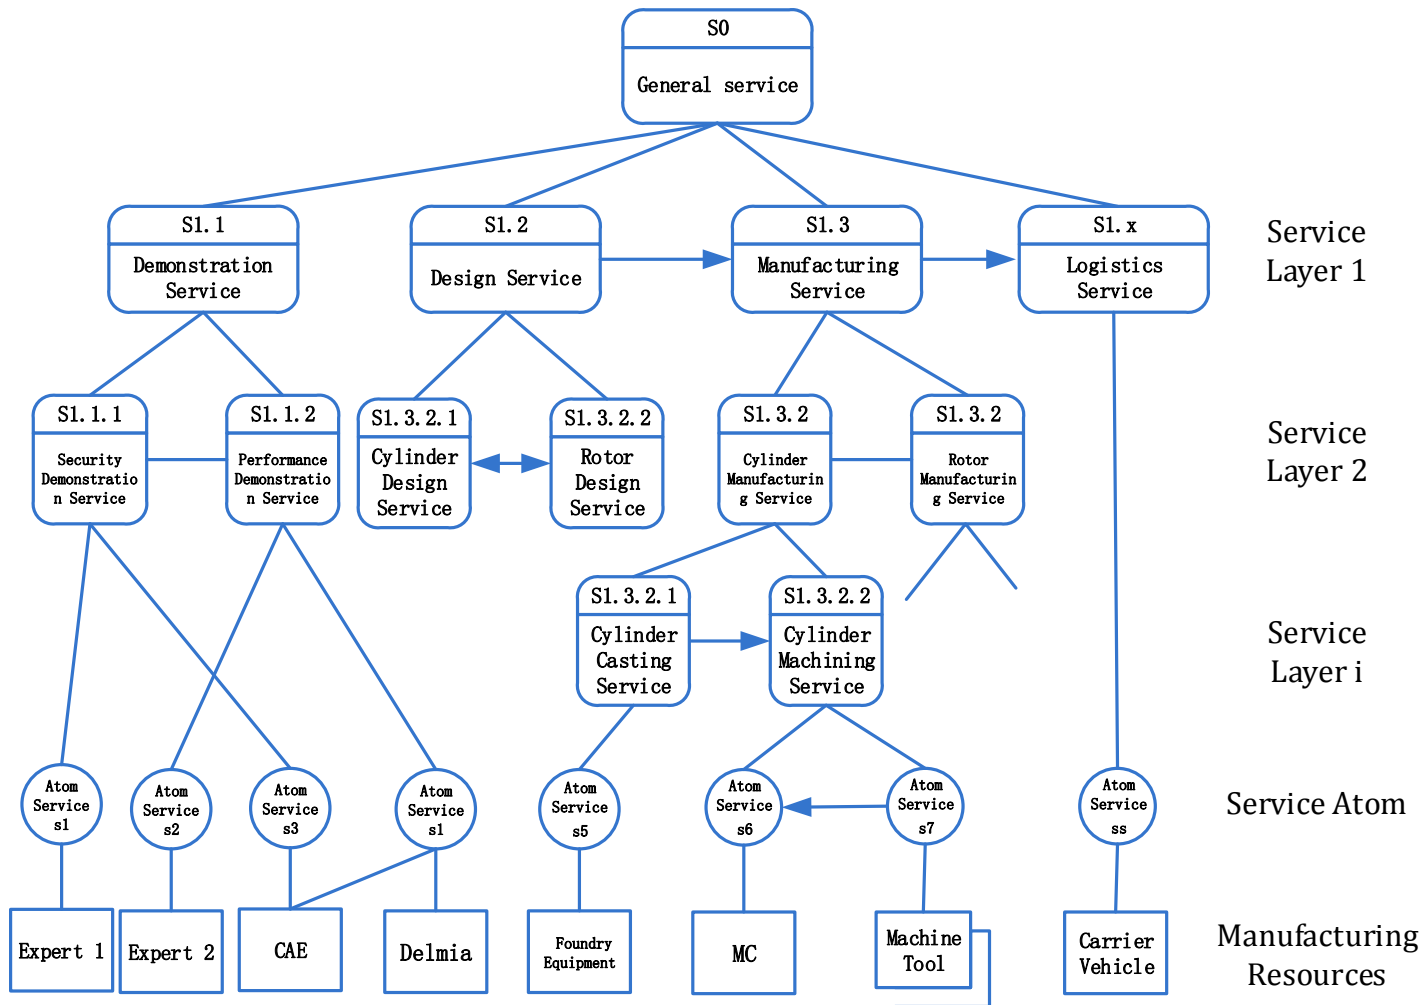 S0
General service
S1.1
Demonstration
Service
S1.2
Design Service
S1.3
Manufacturing
Service
S1.x
Logistics
Service
Service
Layer 1
S1.1.1
Security
Demonstratio
n Service
S1.1.2
Performance
Demonstratio
n Service
S1.3.2.1
Cylinder
Design
Service
S1.3.2.2
Rotor
Design
Service
S1.3.2
Cylinder
Manufacturin
g Service
S1.3.2
Rotor
Manufacturin
g Service
Service
Layer 2
S1.3.2.1
Cylinder
Casting
Service
S1.3.2.2
Cylinder
Machining
Service
Service
Layer i
Atom
Service
s1
Atom
Service
s2
Atom
Service
s3
Atom
Service
s1
Atom
Service
s5
Atom
Service
s6
Atom
Service
s7
Atom
Service
ss
Service Atom
Expert 1
Expert 2
CAE
Delmia
Foundry
Equipment
MC
Machine
Tool
Carrier
Vehicle
Manufacturing
Resources